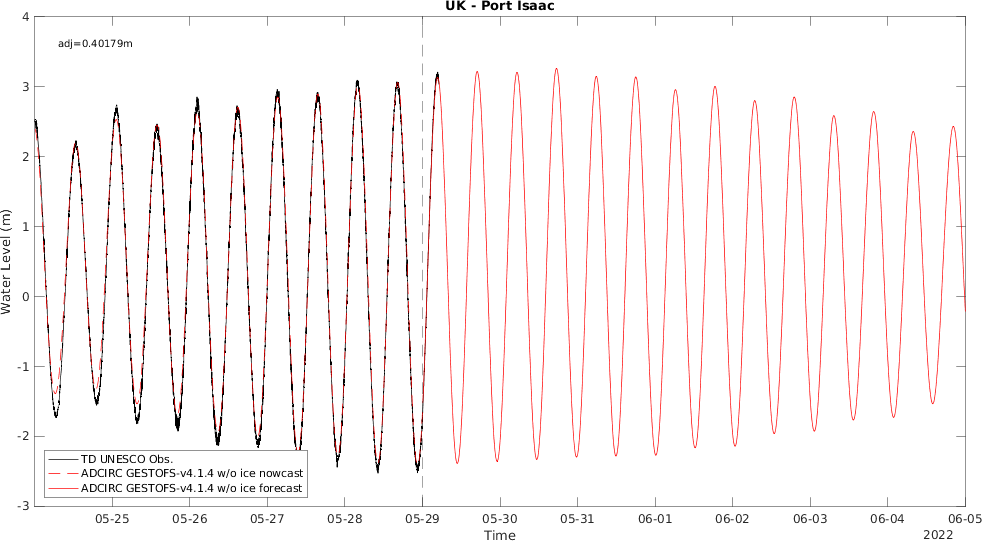 UK - Port Isaac
adj=0.40179m
Water Level (m)
4
3
2
1
0
-1
-2
-3
TD UNESCO Obs.
ADCIRC GESTOFS-v4.1.4 w/o ice nowcast
ADCIRC GESTOFS-v4.1.4 w/o ice forecast
05-25 05-26 05-27 05-28 05-29 05-30 05-31 06-01 06-02 06-03 06-04 06-05
Time
2022